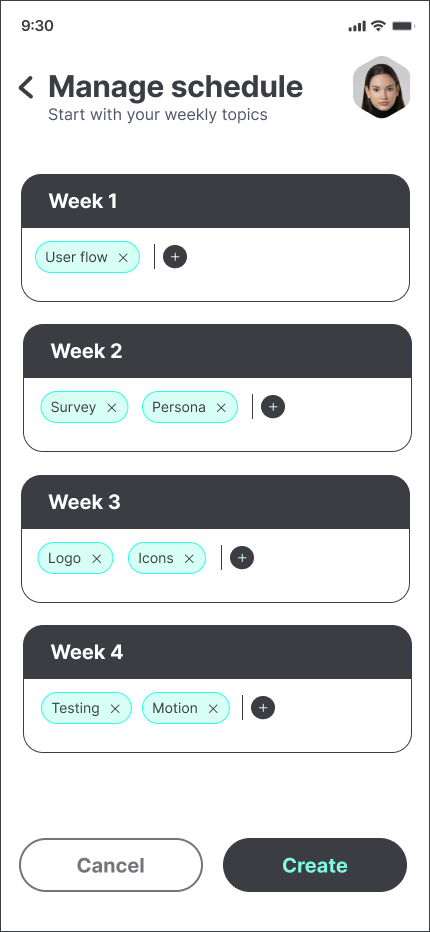 9:30
Manage schedule
Start with your weekly topics
Week 1
User flow
Week 2
Survey Persona
Week 3
Logo Icons
Week 4
Testing Motion
Cancel Create